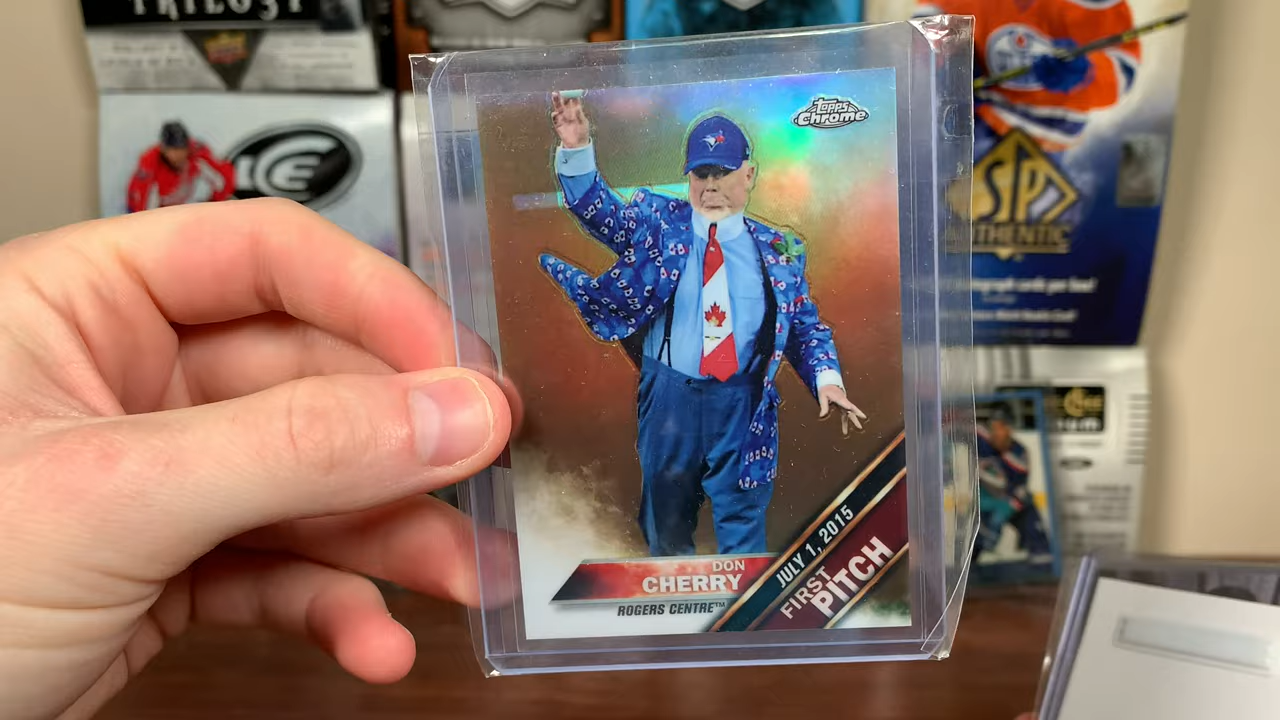 TRILOGY
ICE
Topps
Chrome
SP
AUTHENTIC
DON
CHERRY
ROGERS CENTRE™
JULY 1, 2015
FIRST
PITCH